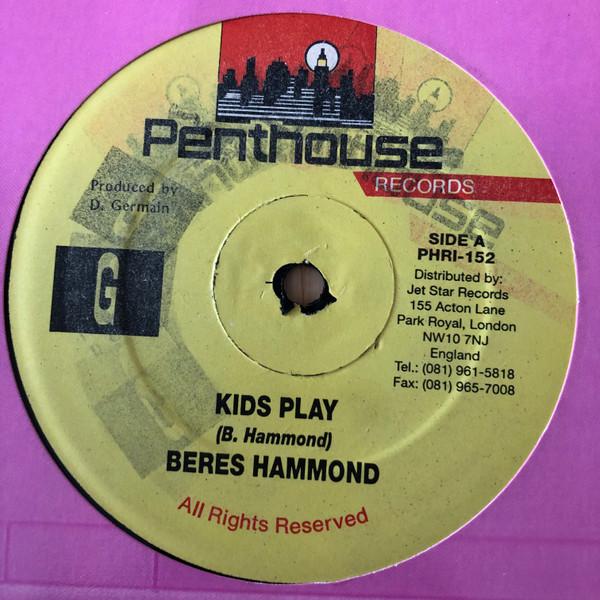 Penthouse
RECORDS
Produced by
D. Germain
G
SIDE A
PHRI-152
Distributed by:
Jet Star Records
155 Acton Lane
Park Royal, London
NW10 7NJ
England
Tel.: (081) 961-5818
Fax: (081) 965-7008
KIDS PLAY
(B. Hammond)
BERES HAMMOND
All Rights Reserved